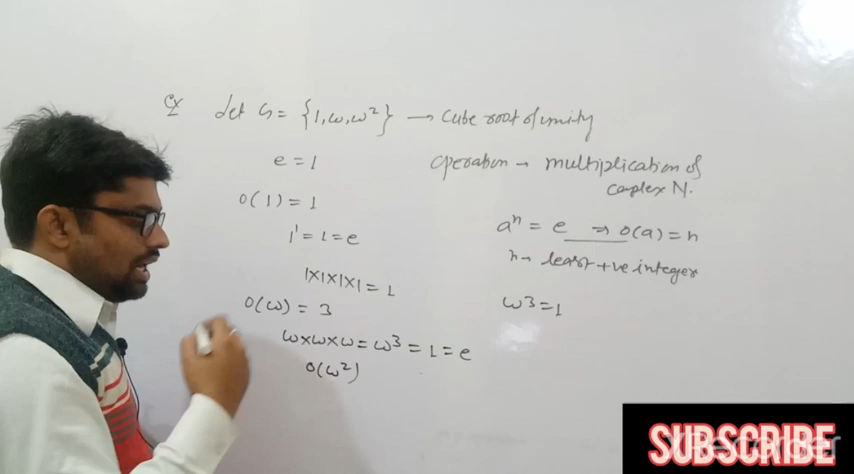 Ex Let G = {1, ω, ω²} → Cube root of unity
e = 1
operation → multiplication of
complex N.
O(1) = 1
1¹ = 1 = e
aⁿ = e ⇒ O(a) = n
n → least +ve integer
1×1×1×1 = 1
O(ω) = 3
ω³ = 1
ω×ω×ω = ω³ = 1 = e
O(ω²)
SUBSCRIBE